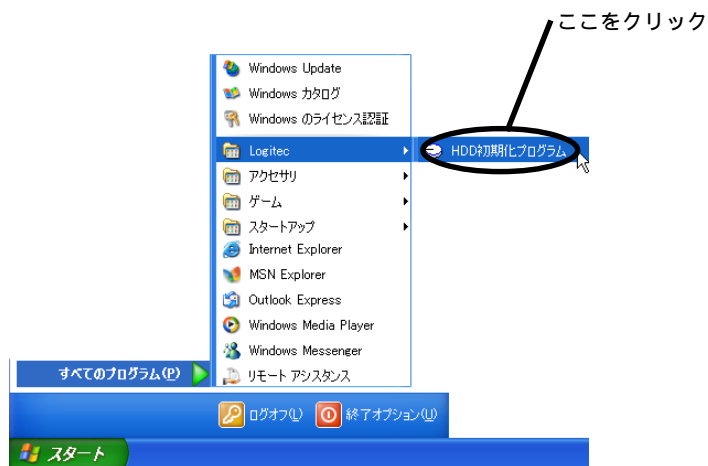 ここをクリック
Windows Update
Windows カタログ
Windows のライセンス認証
Logitec
HDD初期化プログラム
アクセサリ
ゲーム
スタートアップ
Internet Explorer
MSN Explorer
Outlook Express
Windows Media Player
Windows Messenger
リモート アシスタンス
すべてのプログラム(P)
ログオフ(L)
終了オプション(U)
スタート